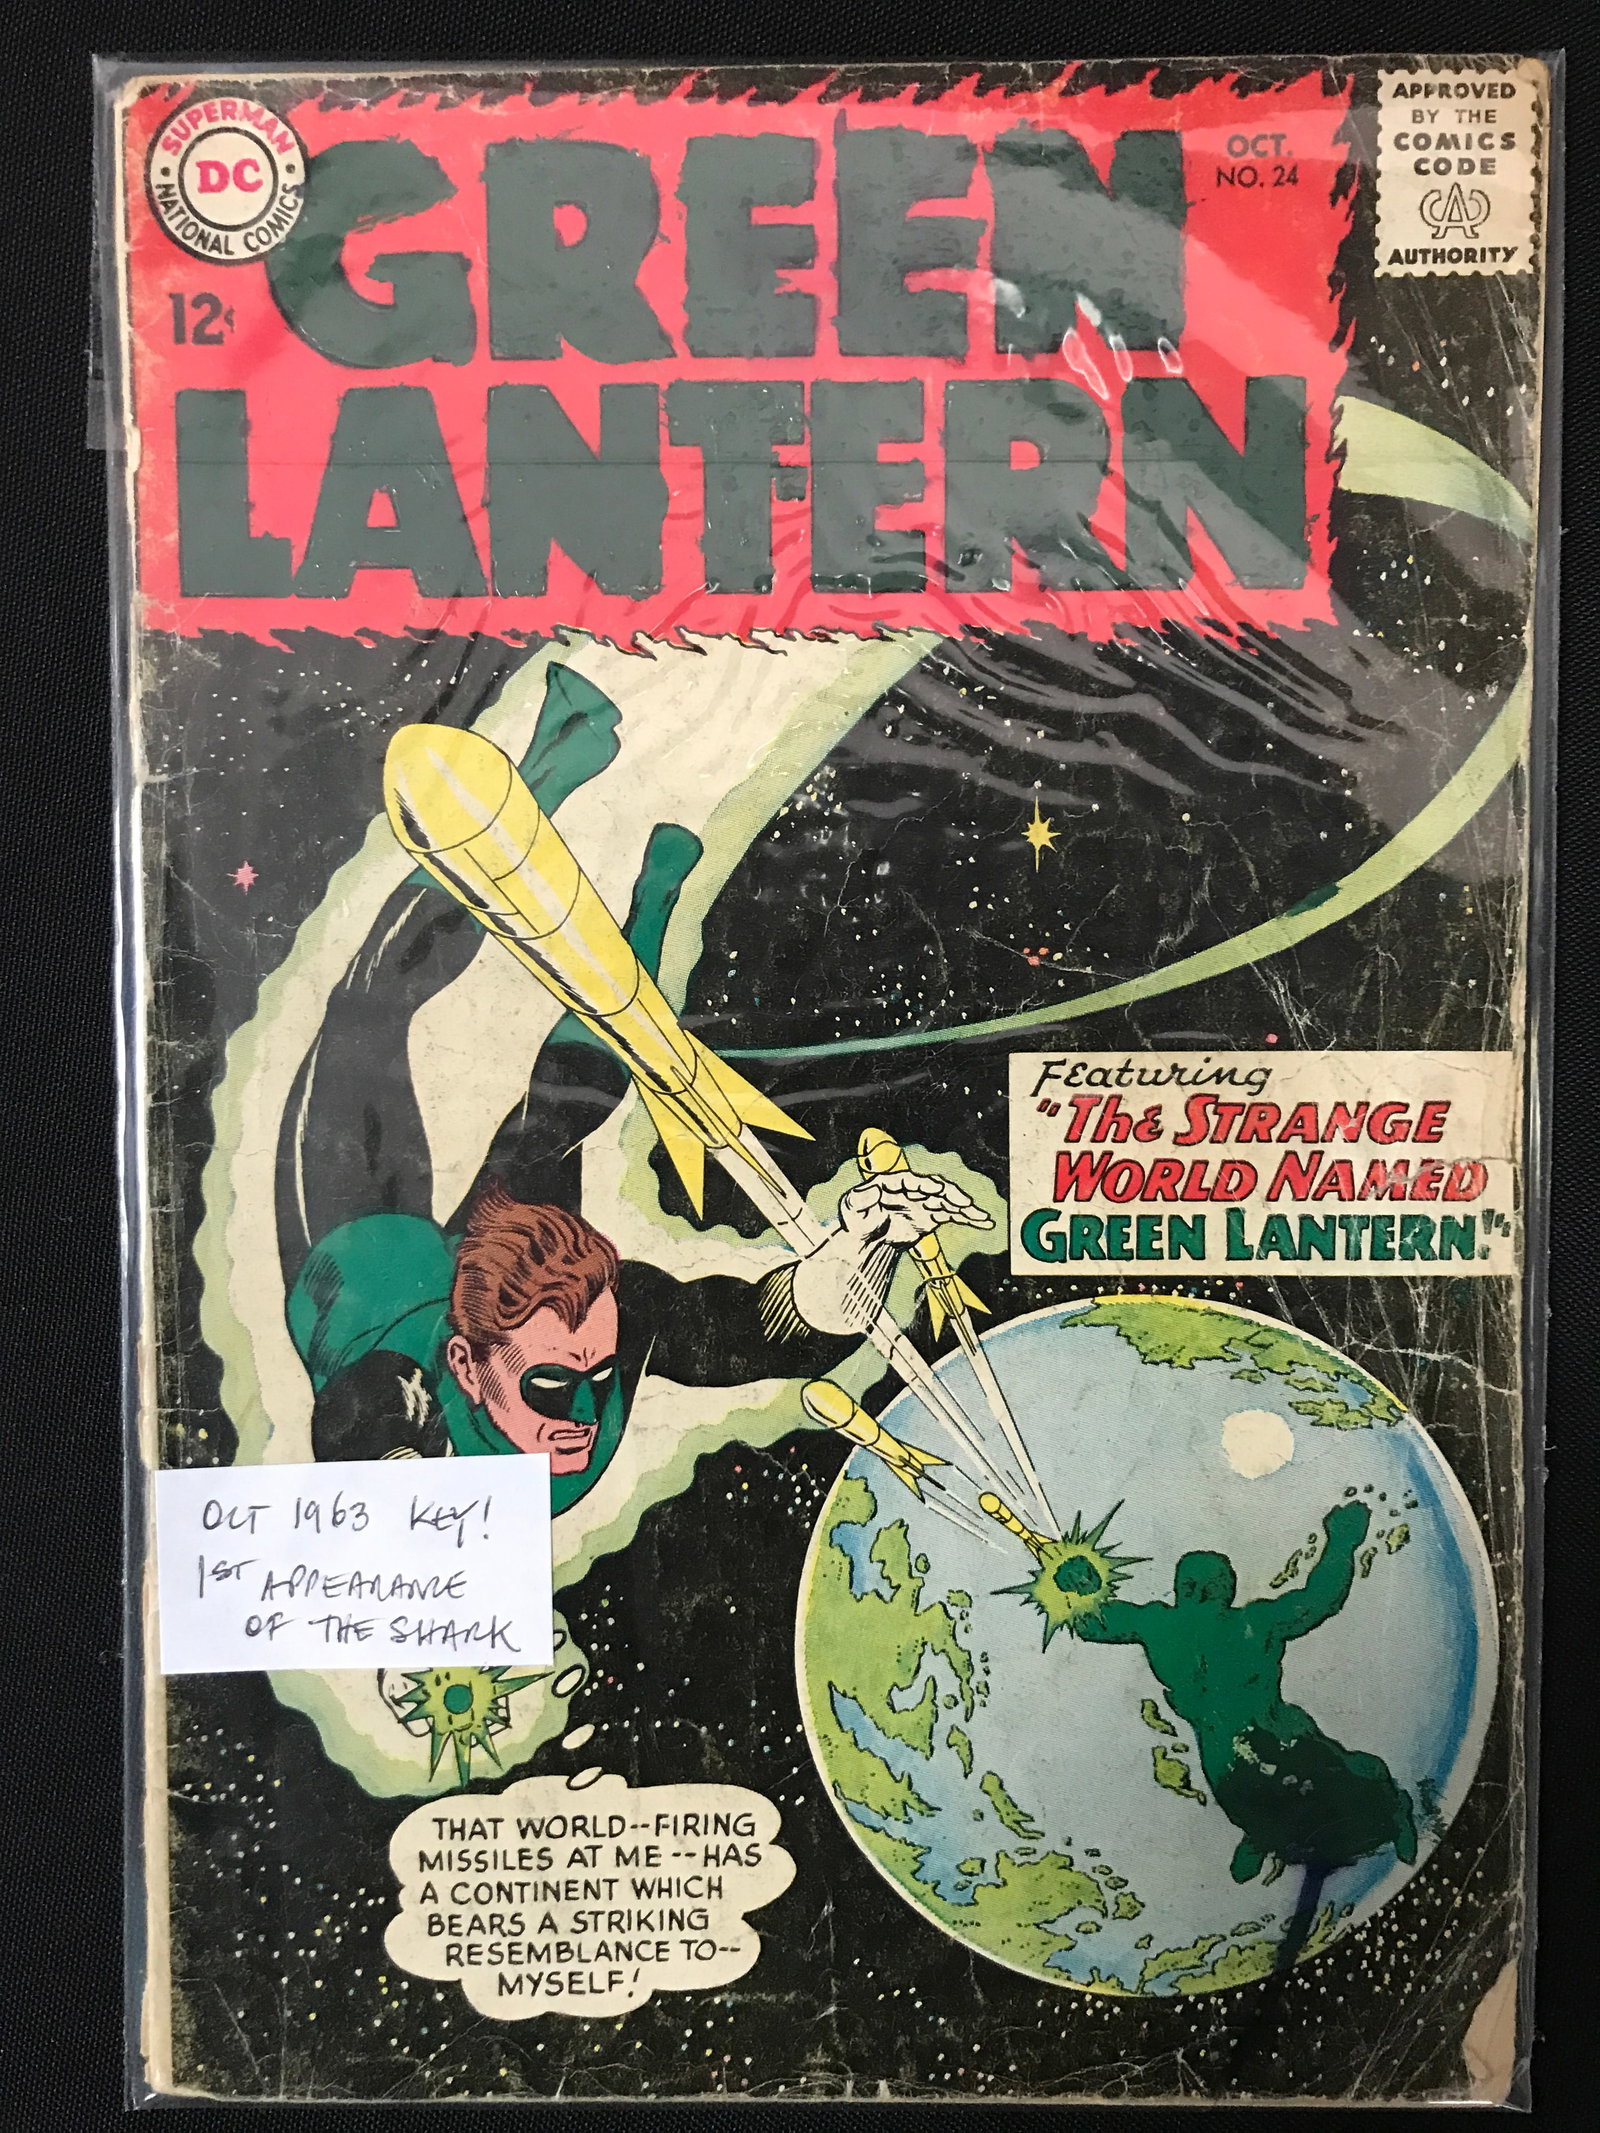 SUPERMAN
DC
NATIONAL COMICS
12¢
GREEN
LANTERN
OCT.
NO. 24
APPROVED
BY THE
COMICS
CODE
CA
AUTHORITY
Featuring
"The STRANGE
WORLD NAMED
GREEN LANTERN!"
OCT 1963 KEY!
1ST APPEARANCE
OF THE SHARK
THAT WORLD--FIRING
MISSILES AT ME--HAS
A CONTINENT WHICH
BEARS A STRIKING
RESEMBLANCE TO--
MYSELF!